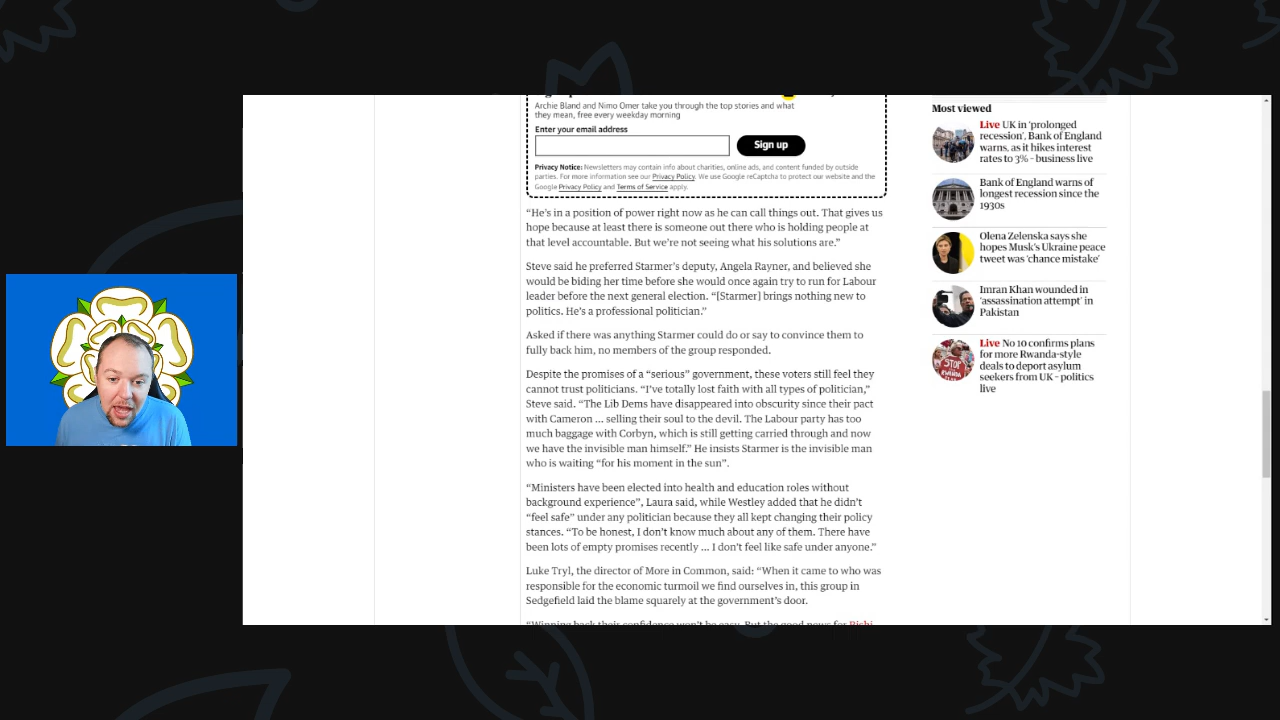 Archie Bland and Nimo Omer take you through the top stories and what
they mean, free every weekday morning
Enter your email address
Sign up
Privacy Notice: Newsletters may contain info about charities, online ads, and content funded by outside
parties. For more information see our Privacy Policy. We use Google reCaptcha to protect our website and the
Google Privacy Policy and Terms of Service apply.
“He’s in a position of power right now as he can call things out. That gives us
hope because at least there is someone out there who is holding people at
that level accountable. But we’re not seeing what his solutions are.”
Steve said he preferred Starmer’s deputy, Angela Rayner, and believed she
would be biding her time before she would once again try to run for Labour
leader before the next general election. “[Starmer] brings nothing new to
politics. He’s a professional politician.”
Asked if there was anything Starmer could do or say to convince them to
fully back him, no members of the group responded.
Despite the promises of a “serious” government, these voters still feel they
cannot trust politicians. “I’ve totally lost faith with all types of politician,”
Steve said. “The Lib Dems have disappeared into obscurity since their pact
with Cameron ... selling their soul to the devil. The Labour party has too
much baggage with Corbyn, which is still getting carried through and now
we have the invisible man himself.” He insists Starmer is the invisible man
who is waiting “for his moment in the sun”.
“Ministers have been elected into health and education roles without
background experience”, Laura said, while Westley added that he didn’t
“feel safe” under any politician because they all kept changing their policy
stances. “To be honest, I don’t know much about any of them. There have
been lots of empty promises recently ... I don’t feel like safe under anyone.”
Luke Tryl, the director of More in Common, said: “When it came to who was
responsible for the economic turmoil we find ourselves in, this group in
Sedgefield laid the blame squarely at the government’s door.
“Winning back their confidence won’t be easy. But the good news for Rishi
Most viewed
Live UK in ‘prolonged
recession’, Bank of England
warns, as it hikes interest
rates to 3% – business live
Bank of England warns of
longest recession since the
1930s
Olena Zelenska says she
hopes Musk’s Ukraine peace
tweet was ‘chance mistake’
Imran Khan wounded in
‘assassination attempt’ in
Pakistan
Live No 10 confirms plans
for more Rwanda-style
deals to deport asylum
seekers from UK – politics
live
STOP
RWANDA